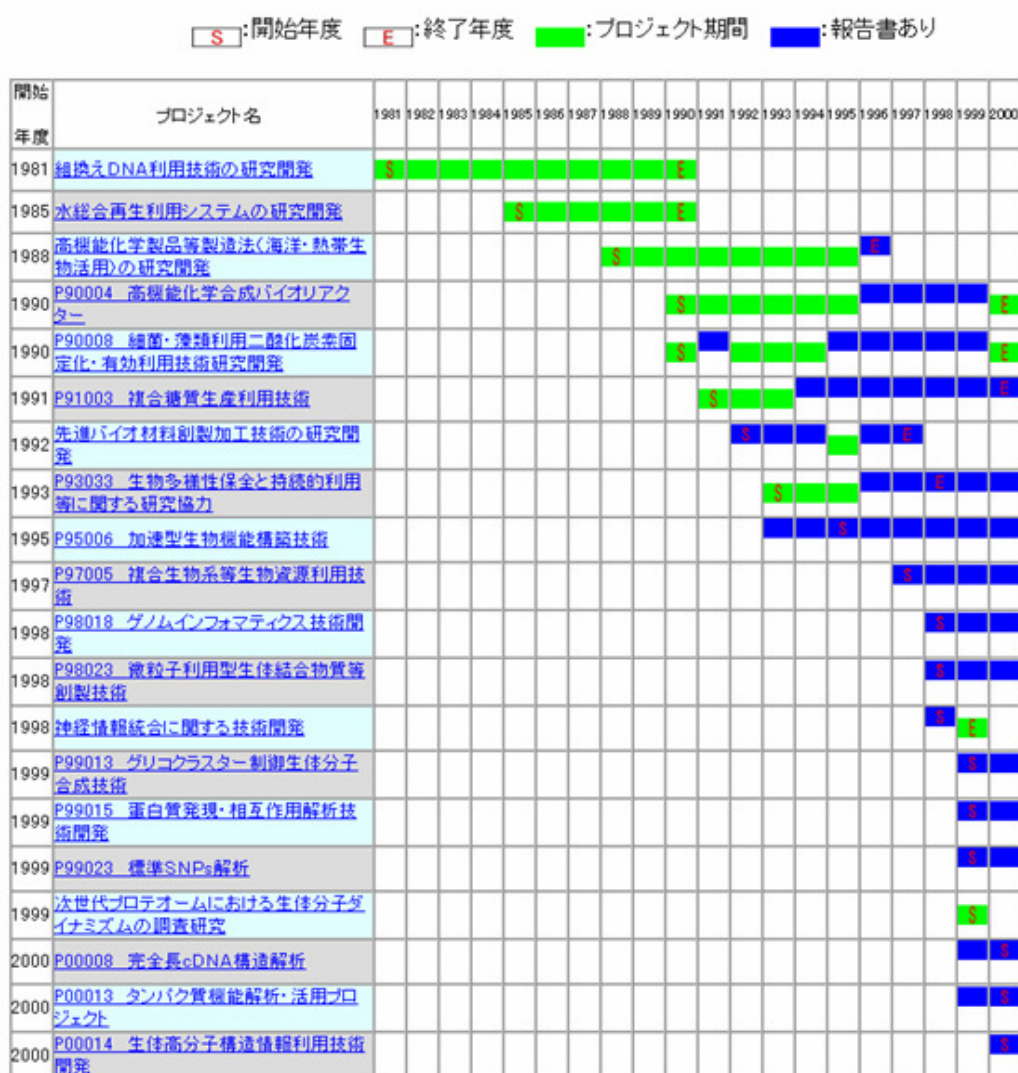 S :開始年度 E :終了年度 :プロジェクト期間 :報告書あり
開始
年度
プロジェクト名
1981 1982 1983 1984 1985 1986 1987 1988 1989 1990 1991 1992 1993 1994 1995 1996 1997 1998 1999 2000
1981 組換えDNA利用技術の研究開発 S E
1985 水総合再生利用システムの研究開発 S E
1988 高機能化学製品等製造法(海洋・熱帯生
物活用)の研究開発 S E
1990 P90004 高機能化学合成バイオリアク
ター S E
1990 P90008 細菌・藻類利用二酸化炭素固
定化・有効利用技術研究開発 S E
1991 P91003 複合糖質生産利用技術 S E
1992 先進バイオ材料創製加工技術の研究開
発 S E
1993 P93033 生物多様性保全と持続的利用
等に関する研究協力 S E
1995 P95006 加速型生物機能構築技術 S
1997 P97005 複合生物系等生物資源利用技
術 S
1998 P98018 ゲノムインフォマティクス技術開
発 S
1998 P98023 微粒子利用型生体結合物質等
創製技術 S
1998 神経情報統合に関する技術開発 S E
1999 P99013 グリコクラスター制御生体分子
合成技術 S
1999 P99015 蛋白質発現・相互作用解析技
術開発 S
1999 P99023 標準SNPs解析 S
1999 次世代プロテオームにおける生体分子ダ
イナミズムの調査研究 S
2000 P00008 完全長cDNA構造解析 S
2000 P00013 タンパク質機能解析・活用プロ
ジェクト S
2000 P00014 生体高分子構造情報利用技術
開発 S